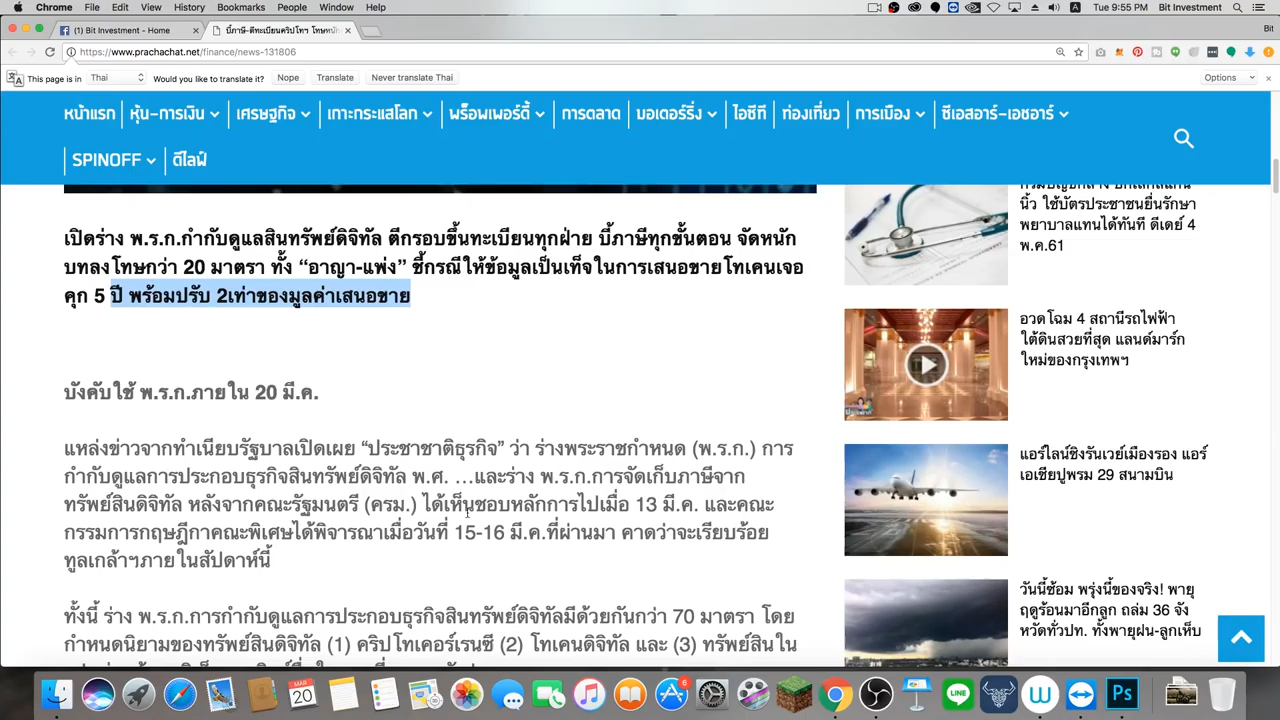 Chrome File Edit View History Bookmarks People Window Help
Tue 9:55 PM Bit Investment
(1) Bit Investment - Home
บี้ภาษี-ตีทะเบียนคริปโทฯ โทษหนัก
Bit
https://www.prachachat.net/finance/news-131806
This page is in Thai Would you like to translate it? Nope Translate Never translate Thai Options
หน้าแรก หุ้น-การเงิน เศรษฐกิจ เกาะกระแสโลก พร็อพเพอร์ตี้ การตลาด มอเตอร์ริ่ง ไอซีที ท่องเที่ยว การเมือง ซีเอสอาร์-เอชอาร์
SPINOFF ดีไลฟ์
เปิดร่าง พ.ร.ก.กำกับดูแลสินทรัพย์ดิจิทัล ตีกรอบขึ้นทะเบียนทุกฝ่าย บี้ภาษีทุกขั้นตอน จัดหนัก
บทลงโทษกว่า 20 มาตรา ทั้ง “อาญา-แพ่ง” ชี้กรณีให้ข้อมูลเป็นเท็จในการเสนอขายโทเคนเจอ
คุก 5 ปี พร้อมปรับ 2เท่าของมูลค่าเสนอขาย
บังคับใช้ พ.ร.ก.ภายใน 20 มี.ค.
แหล่งข่าวจากทำเนียบรัฐบาลเปิดเผย “ประชาชาติธุรกิจ” ว่า ร่างพระราชกำหนด (พ.ร.ก.) การ
กำกับดูแลการประกอบธุรกิจสินทรัพย์ดิจิทัล พ.ศ. …และร่าง พ.ร.ก.การจัดเก็บภาษีจาก
ทรัพย์สินดิจิทัล หลังจากคณะรัฐมนตรี (ครม.) ได้เห็นชอบหลักการไปเมื่อ 13 มี.ค. และคณะ
กรรมการกฤษฎีกาคณะพิเศษได้พิจารณาเมื่อวันที่ 15-16 มี.ค.ที่ผ่านมา คาดว่าจะเรียบร้อย
ทูลเกล้าฯภายในสัปดาห์นี้
ทั้งนี้ ร่าง พ.ร.ก.การกำกับดูแลการประกอบธุรกิจสินทรัพย์ดิจิทัลมีด้วยกันกว่า 70 มาตรา โดย
กำหนดนิยามของทรัพย์สินดิจิทัล (1) คริปโทเคอร์เรนซี (2) โทเคนดิจิทัล และ (3) ทรัพย์สินใน
นิ้ว ใช้บัตรประชาชนยื่นรักษา
พยาบาลแทนได้ทันที ดีเดย์ 4
พ.ค.61
อวดโฉม 4 สถานีรถไฟฟ้า
ใต้ดินสวยที่สุด แลนด์มาร์ก
ใหม่ของกรุงเทพฯ
แอร์ไลน์ชิงรันเวย์เมืองรอง แอร์
เอเชียปูพรม 29 สนามบิน
วันนี้ซ้อม พรุ่งนี้ของจริง! พายุ
ฤดูร้อนมาอีกลูก ถล่ม 36 จัง
หวัดทั่วปท. ทั้งพายุฝน-ลูกเห็บ
MAR
20
6
LINE
W
Ps